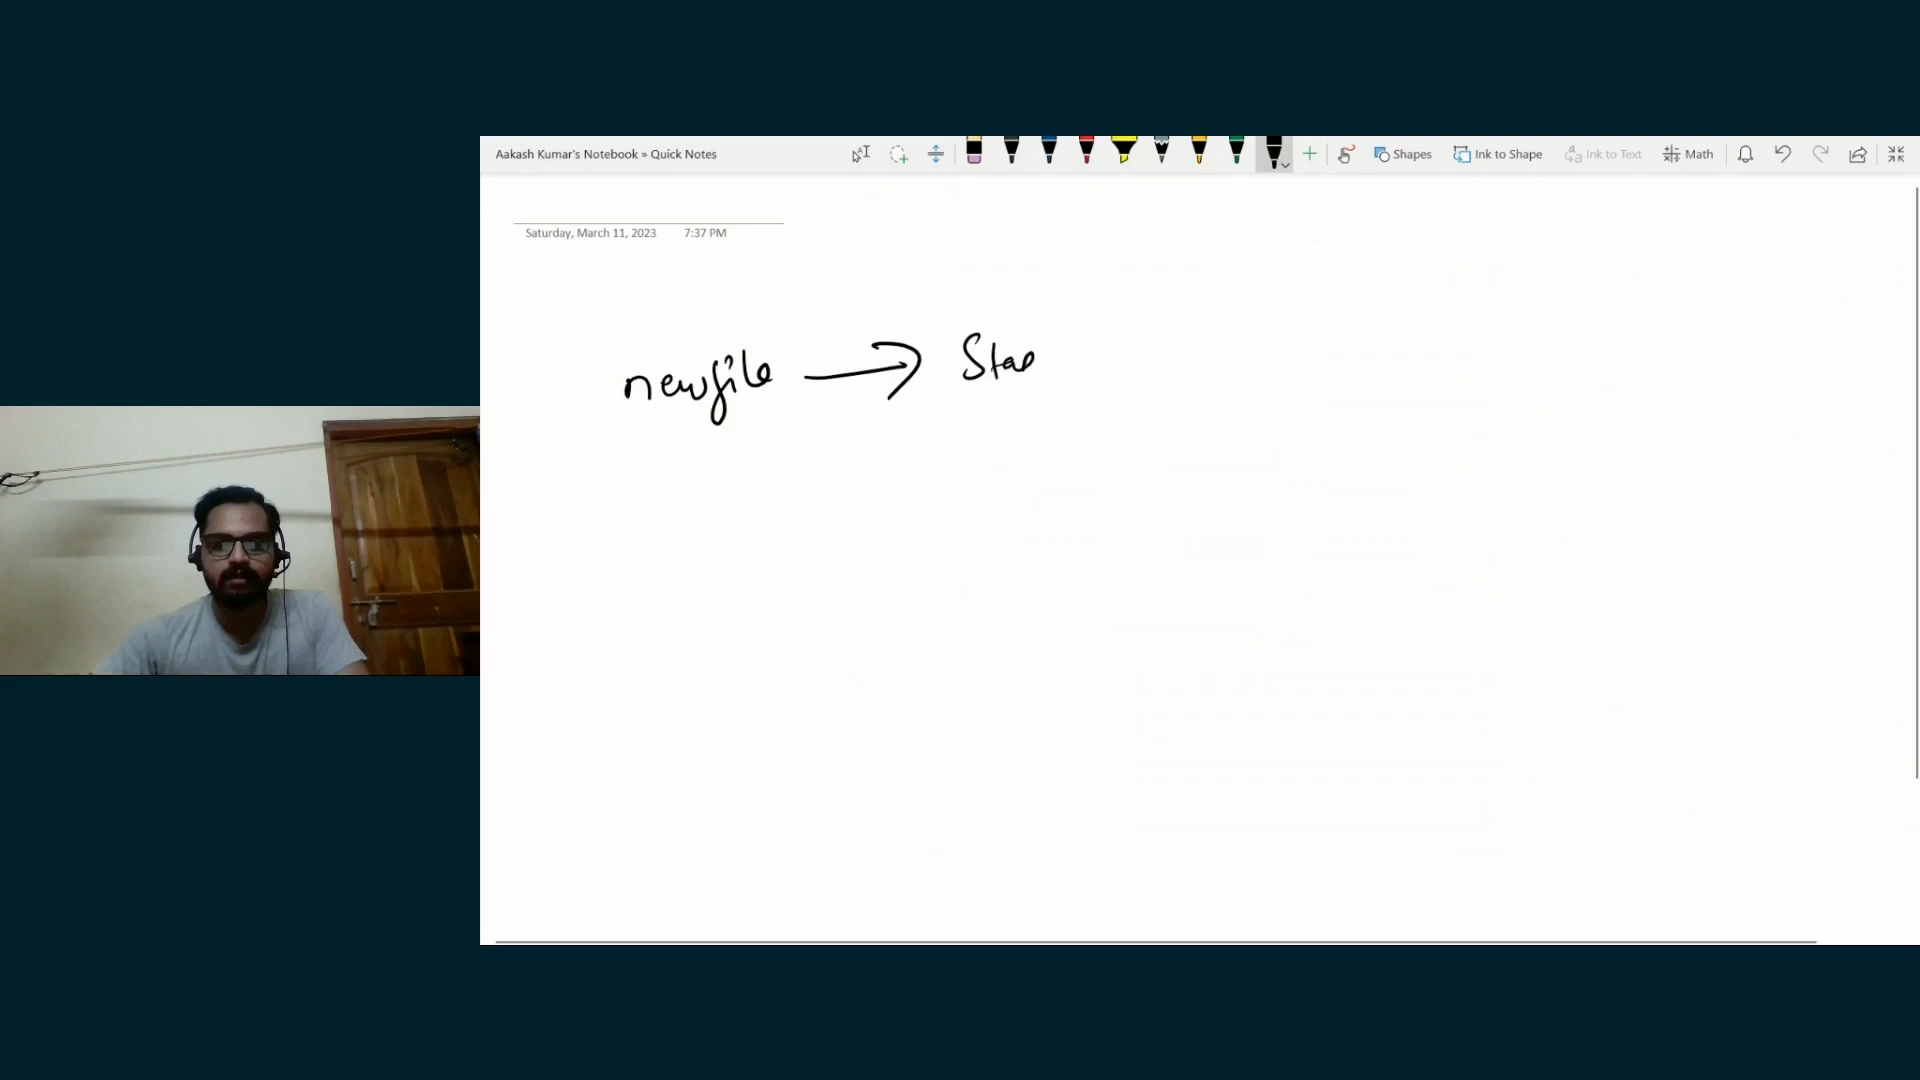 Aakash Kumar's Notebook » Quick Notes
Shapes Ink to Shape Ink to Text Math
Saturday, March 11, 2023 7:37 PM
newfile → Sta